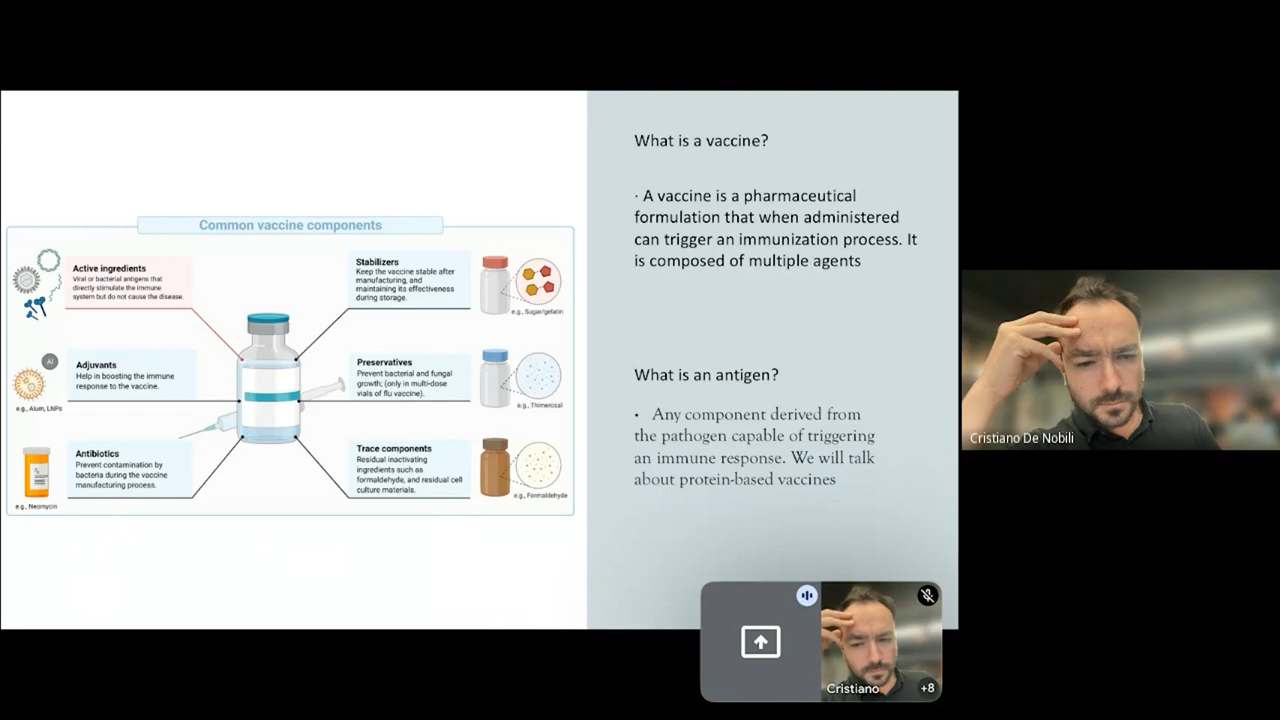 Common vaccine components
Active ingredients
Viral or bacterial antigens that
directly stimulate the immune
system but do not cause the disease.
Adjuvants
Help in boosting the immune
response to the vaccine.
Al
e.g., Alum, LNPs
Antibiotics
Prevent contamination by
bacteria during the vaccine
manufacturing process.
e.g., Neomycin
Stabilizers
Keep the vaccine stable after
manufacturing, and
maintaining its effectiveness
during storage.
e.g., Sugar/gelatin
Preservatives
Prevent bacterial and fungal
growth; (only in multi-dose
vials of flu vaccine).
e.g., Thimerosal
Trace components
Residual inactivating
ingredients such as
formaldehyde, and residual cell
culture materials.
e.g., Formaldehyde
What is a vaccine?
· A vaccine is a pharmaceutical
formulation that when administered
can trigger an immunization process. It
is composed of multiple agents
What is an antigen?
• Any component derived from
the pathogen capable of triggering
an immune response. We will talk
about protein-based vaccines
Cristiano De Nobili
Cristiano
+8